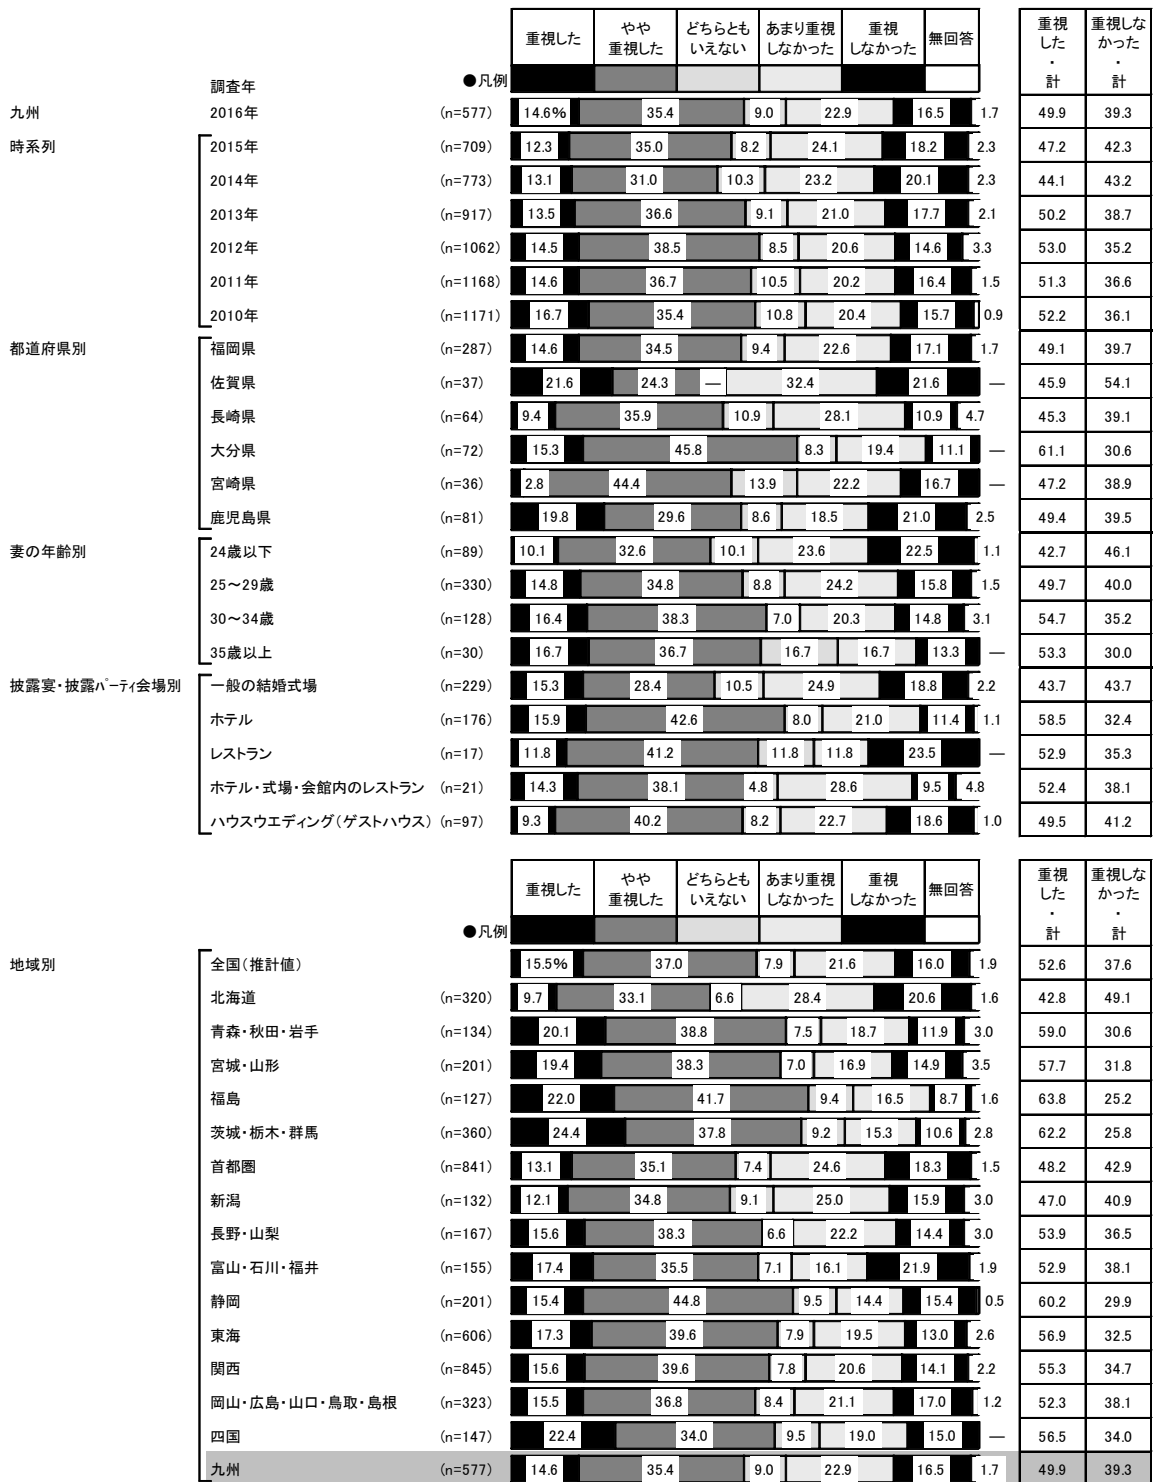 重視した やや重視した どちらともいえない あまり重視しなかった 重視しなかった 無回答 重視した・計 重視しなかった・計
調査年 ●凡例
九州 2016年 (n=577) 14.6% 35.4 9.0 22.9 16.5 1.7 49.9 39.3
時系列 2015年 (n=709) 12.3 35.0 8.2 24.1 18.2 2.3 47.2 42.3
2014年 (n=773) 13.1 31.0 10.3 23.2 20.1 2.3 44.1 43.2
2013年 (n=917) 13.5 36.6 9.1 21.0 17.7 2.1 50.2 38.7
2012年 (n=1062) 14.5 38.5 8.5 20.6 14.6 3.3 53.0 35.2
2011年 (n=1168) 14.6 36.7 10.5 20.2 16.4 1.5 51.3 36.6
2010年 (n=1171) 16.7 35.4 10.8 20.4 15.7 0.9 52.2 36.1
都道府県別 福岡県 (n=287) 14.6 34.5 9.4 22.6 17.1 1.7 49.1 39.7
佐賀県 (n=37) 21.6 24.3 ― 32.4 21.6 ― 45.9 54.1
長崎県 (n=64) 9.4 35.9 10.9 28.1 10.9 4.7 45.3 39.1
大分県 (n=72) 15.3 45.8 8.3 19.4 11.1 ― 61.1 30.6
宮崎県 (n=36) 2.8 44.4 13.9 22.2 16.7 ― 47.2 38.9
鹿児島県 (n=81) 19.8 29.6 8.6 18.5 21.0 2.5 49.4 39.5
妻の年齢別 24歳以下 (n=89) 10.1 32.6 10.1 23.6 22.5 1.1 42.7 46.1
25～29歳 (n=330) 14.8 34.8 8.8 24.2 15.8 1.5 49.7 40.0
30～34歳 (n=128) 16.4 38.3 7.0 20.3 14.8 3.1 54.7 35.2
35歳以上 (n=30) 16.7 36.7 16.7 16.7 13.3 ― 53.3 30.0
披露宴・披露ﾊﾟｰﾃｨ会場別 一般の結婚式場 (n=229) 15.3 28.4 10.5 24.9 18.8 2.2 43.7 43.7
ホテル (n=176) 15.9 42.6 8.0 21.0 11.4 1.1 58.5 32.4
レストラン (n=17) 11.8 41.2 11.8 11.8 23.5 ― 52.9 35.3
ホテル・式場・会館内のレストラン (n=21) 14.3 38.1 4.8 28.6 9.5 4.8 52.4 38.1
ハウスウエディング(ゲストハウス) (n=97) 9.3 40.2 8.2 22.7 18.6 1.0 49.5 41.2
重視した やや重視した どちらともいえない あまり重視しなかった 重視しなかった 無回答 重視した・計 重視しなかった・計
●凡例
地域別 全国(推計値) 15.5% 37.0 7.9 21.6 16.0 1.9 52.6 37.6
北海道 (n=320) 9.7 33.1 6.6 28.4 20.6 1.6 42.8 49.1
青森・秋田・岩手 (n=134) 20.1 38.8 7.5 18.7 11.9 3.0 59.0 30.6
宮城・山形 (n=201) 19.4 38.3 7.0 16.9 14.9 3.5 57.7 31.8
福島 (n=127) 22.0 41.7 9.4 16.5 8.7 1.6 63.8 25.2
茨城・栃木・群馬 (n=360) 24.4 37.8 9.2 15.3 10.6 2.8 62.2 25.8
首都圏 (n=841) 13.1 35.1 7.4 24.6 18.3 1.5 48.2 42.9
新潟 (n=132) 12.1 34.8 9.1 25.0 15.9 3.0 47.0 40.9
長野・山梨 (n=167) 15.6 38.3 6.6 22.2 14.4 3.0 53.9 36.5
富山・石川・福井 (n=155) 17.4 35.5 7.1 16.1 21.9 1.9 52.9 38.1
静岡 (n=201) 15.4 44.8 9.5 14.4 15.4 0.5 60.2 29.9
東海 (n=606) 17.3 39.6 7.9 19.5 13.0 2.6 56.9 32.5
関西 (n=845) 15.6 39.6 7.8 20.6 14.1 2.2 55.3 34.7
岡山・広島・山口・鳥取・島根 (n=323) 15.5 36.8 8.4 21.1 17.0 1.2 52.3 38.1
四国 (n=147) 22.4 34.0 9.5 19.0 15.0 ― 56.5 34.0
九州 (n=577) 14.6 35.4 9.0 22.9 16.5 1.7 49.9 39.3